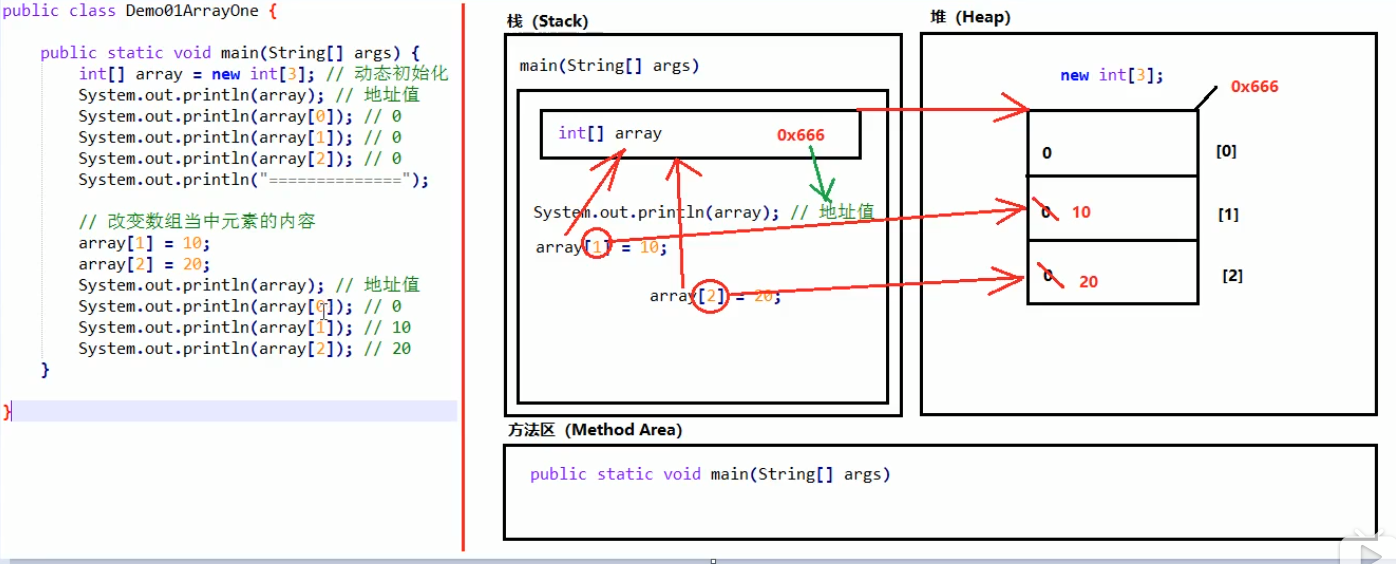 public class Demo01ArrayOne {
public static void main(String[] args) {
int[] array = new int[3]; // 动态初始化
System.out.println(array); // 地址值
System.out.println(array[0]); // 0
System.out.println(array[1]); // 0
System.out.println(array[2]); // 0
System.out.println("==============");
// 改变数组当中元素的内容
array[1] = 10;
array[2] = 20;
System.out.println(array); // 地址值
System.out.println(array[0]); // 0
System.out.println(array[1]); // 10
System.out.println(array[2]); // 20
}
}
栈（Stack）
main(String[] args)
int[] array 0x666
System.out.println(array); // 地址值
array[1] = 10;
array[2] = 20;
堆（Heap）
new int[3];
0x666
0 [0]
0 10 [1]
0 20 [2]
方法区（Method Area）
public static void main(String[] args)